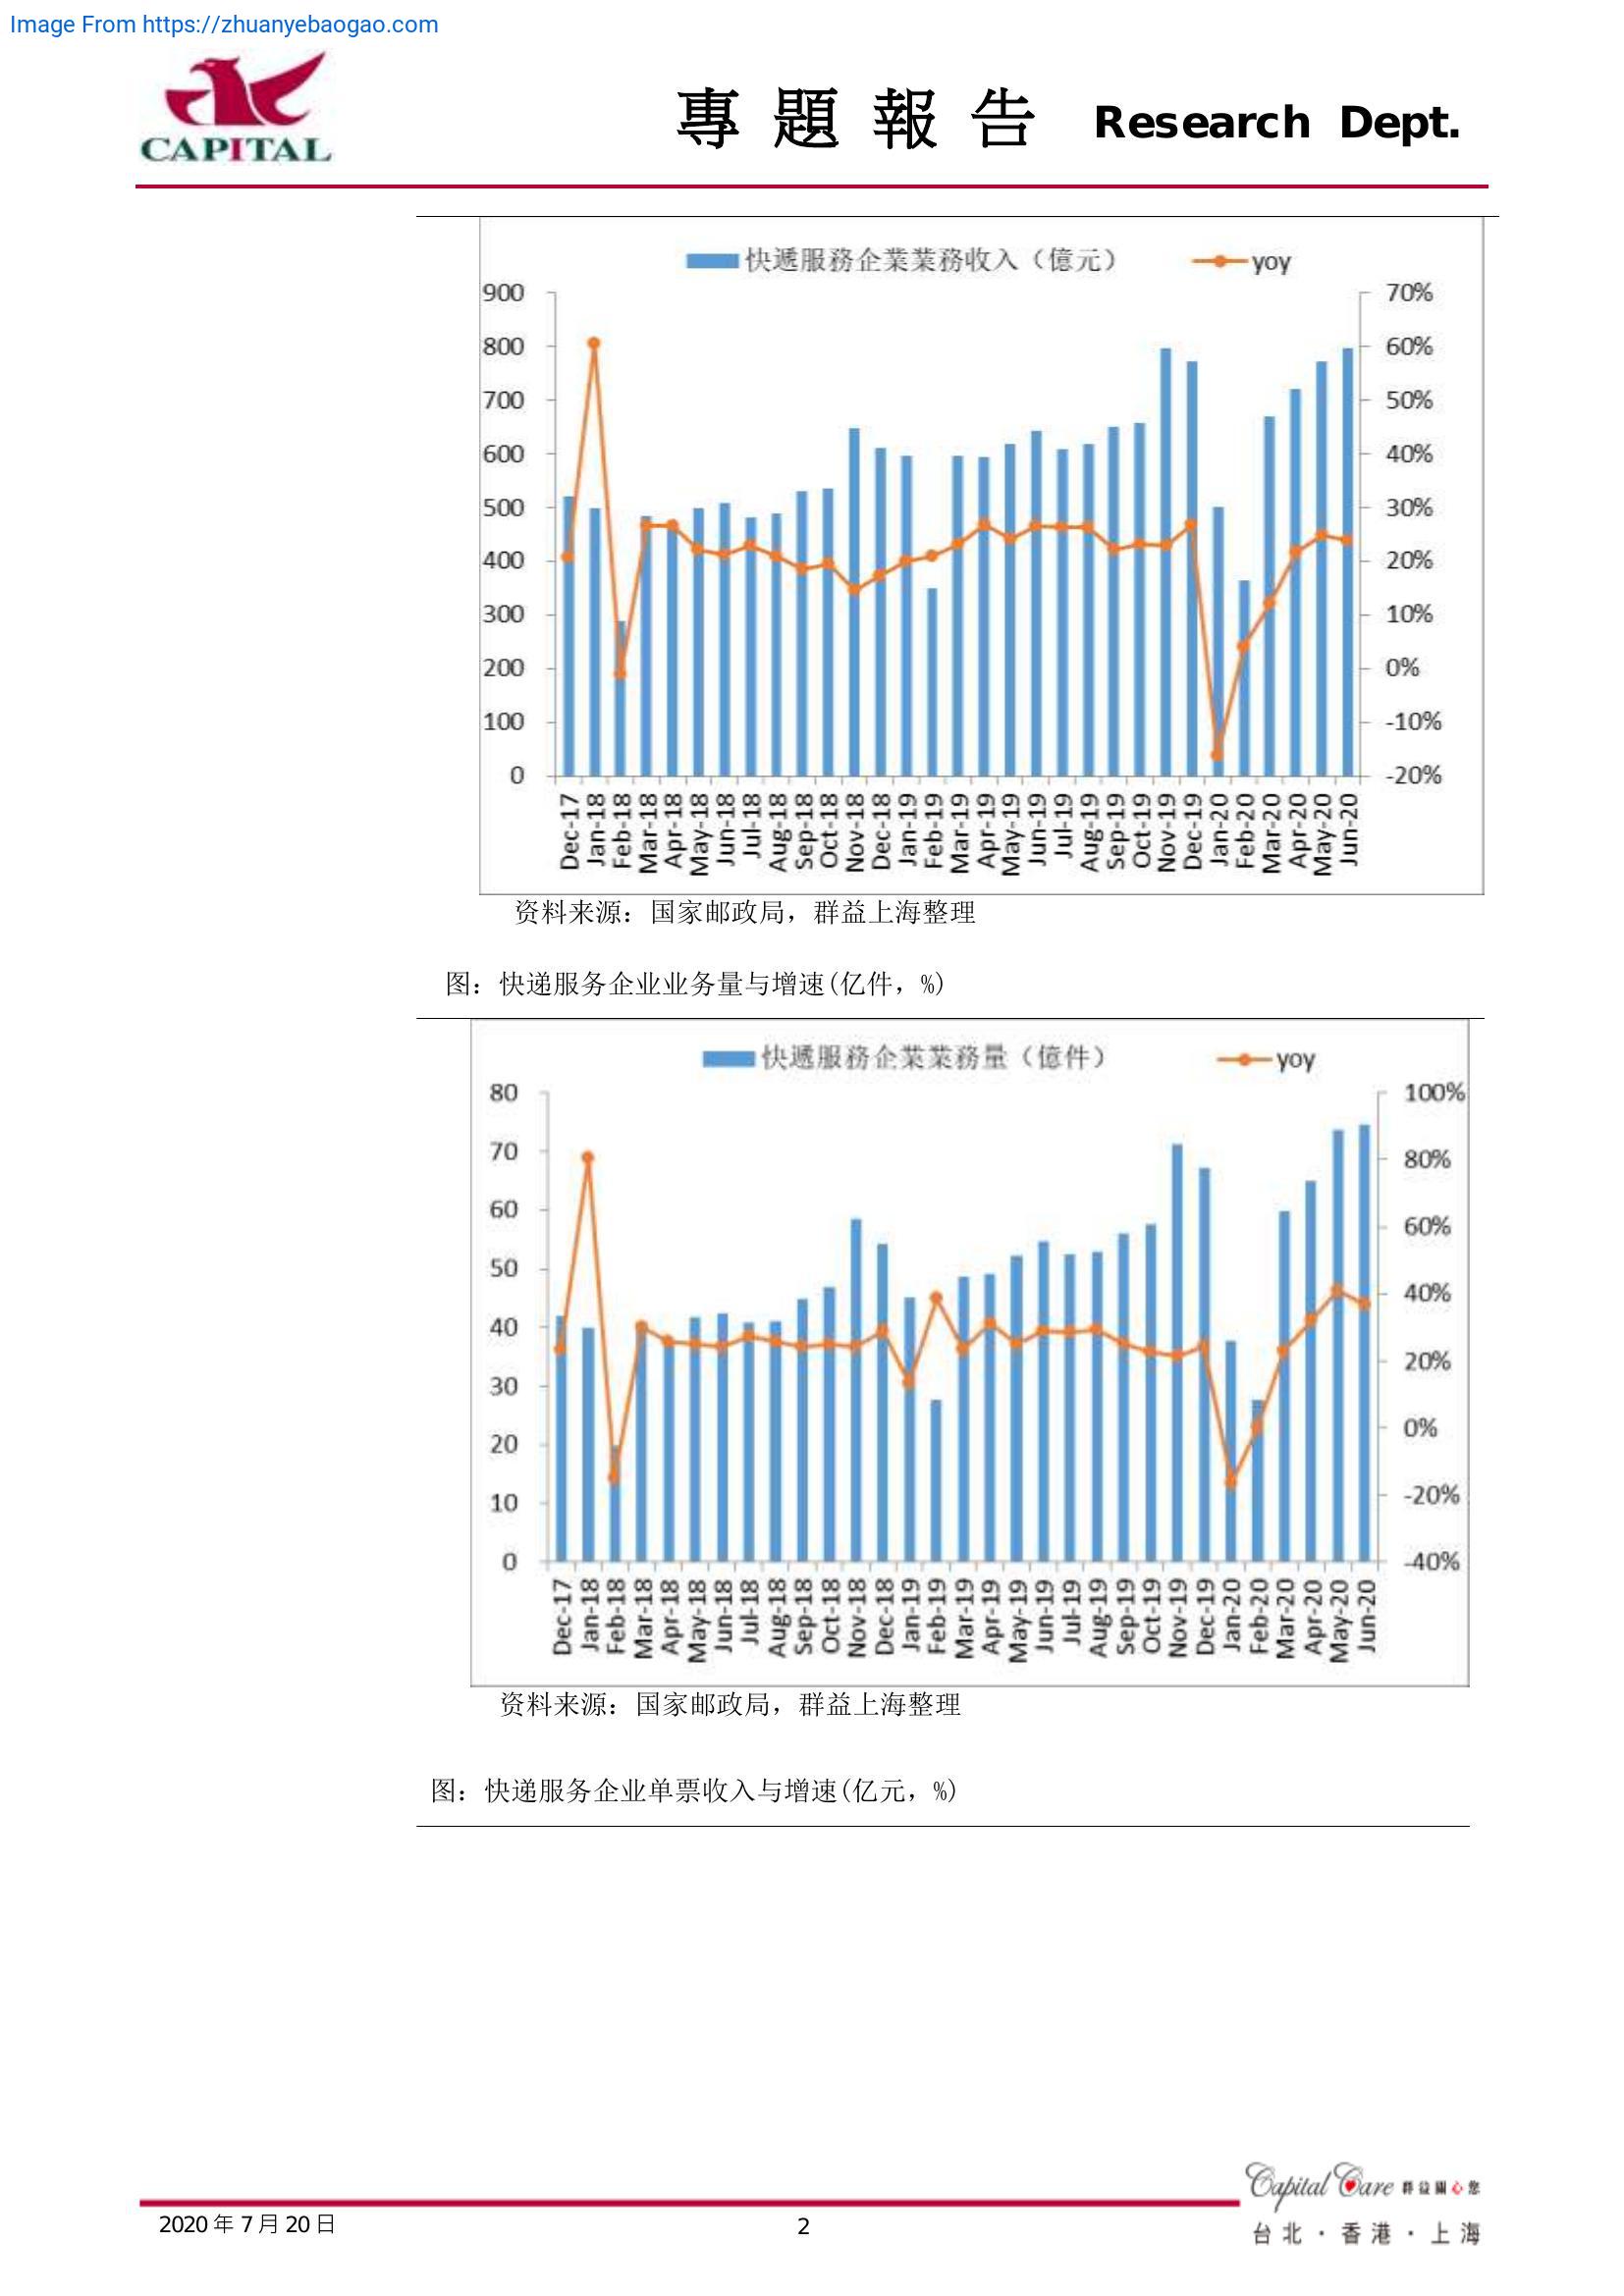 Image From https://zhuanyebaogao.com
CAPITAL
專 題 報 告 Research Dept.
快遞服務企業業務收入（億元） yoy
900 70%
800 60%
700 50%
600 40%
500 30%
400 20%
300 10%
200 0%
100 -10%
0 -20%
Dec-17 Jan-18 Feb-18 Mar-18 Apr-18 May-18 Jun-18 Jul-18 Aug-18 Sep-18 Oct-18 Nov-18 Dec-18 Jan-19 Feb-19 Mar-19 Apr-19 May-19 Jun-19 Jul-19 Aug-19 Sep-19 Oct-19 Nov-19 Dec-19 Jan-20 Feb-20 Mar-20 Apr-20 May-20 Jun-20
资料来源：国家邮政局，群益上海整理
图：快递服务企业业务量与增速(亿件，%)
快遞服務企業業務量（億件） yoy
80 100%
70 80%
60 60%
50 40%
40 20%
30 0%
20 -20%
10 -40%
0
Dec-17 Jan-18 Feb-18 Mar-18 Apr-18 May-18 Jun-18 Jul-18 Aug-18 Sep-18 Oct-18 Nov-18 Dec-18 Jan-19 Feb-19 Mar-19 Apr-19 May-19 Jun-19 Jul-19 Aug-19 Sep-19 Oct-19 Nov-19 Dec-19 Jan-20 Feb-20 Mar-20 Apr-20 May-20 Jun-20
资料来源：国家邮政局，群益上海整理
图：快递服务企业单票收入与增速(亿元，%)
Capital Care 群益關心您
2020 年 7 月 20 日
2
台 北 · 香 港 · 上 海